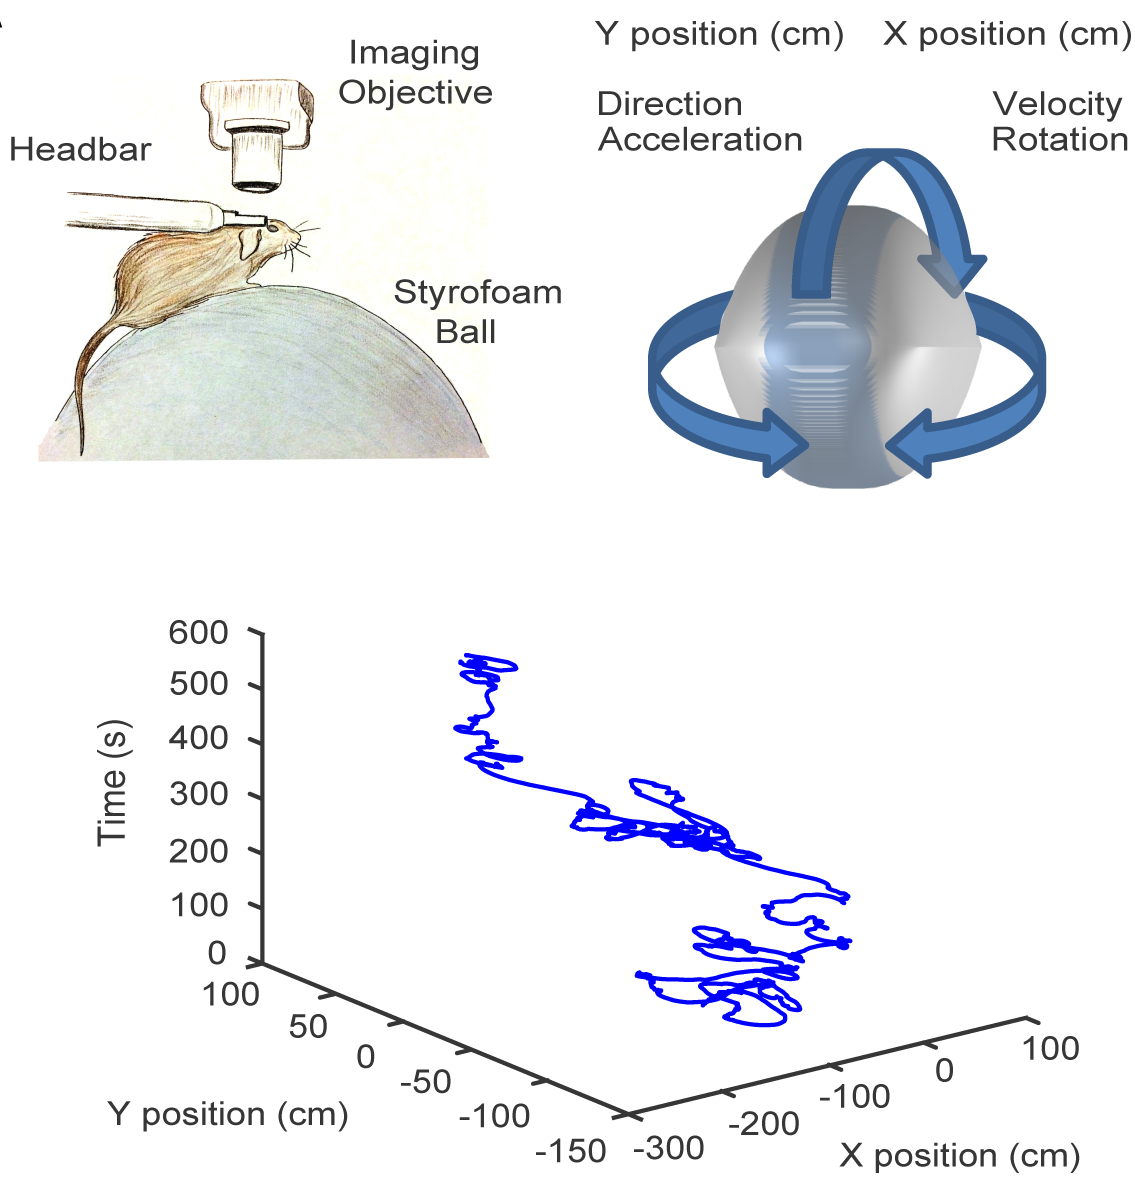 Imaging
Objective
Headbar
Styrofoam
Ball
Y position (cm)
X position (cm)
Direction
Acceleration
Velocity
Rotation
600
500
400
300
200
100
0
Time (s)
100
50
0
-50
-100
-150
Y position (cm)
-300
-200
-100
0
100
X position (cm)